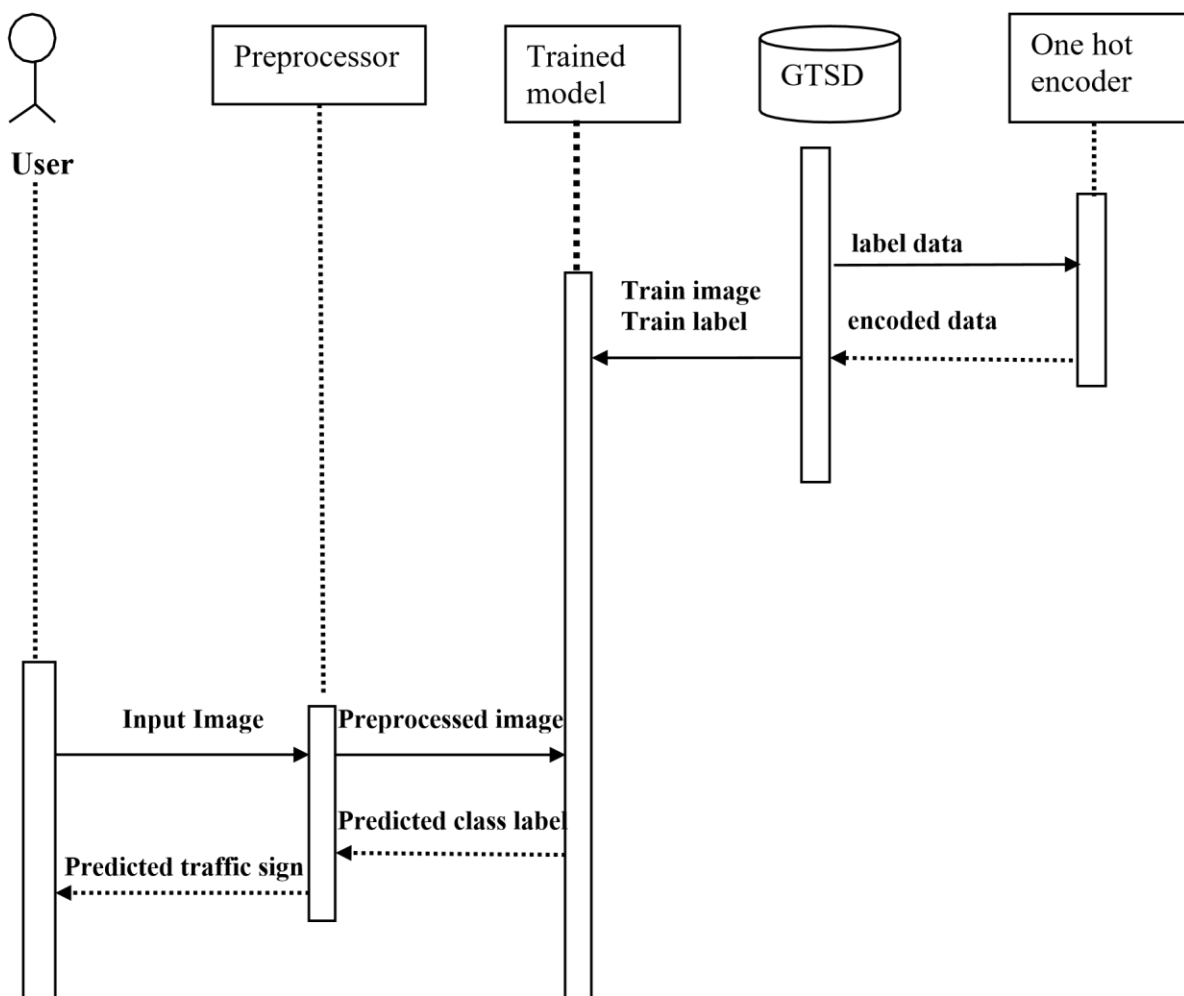 Preprocessor
Trained
model
GTSD
One hot
encoder
User
label data
Train image
Train label
encoded data
Input Image
Preprocessed image
Predicted class label
Predicted traffic sign